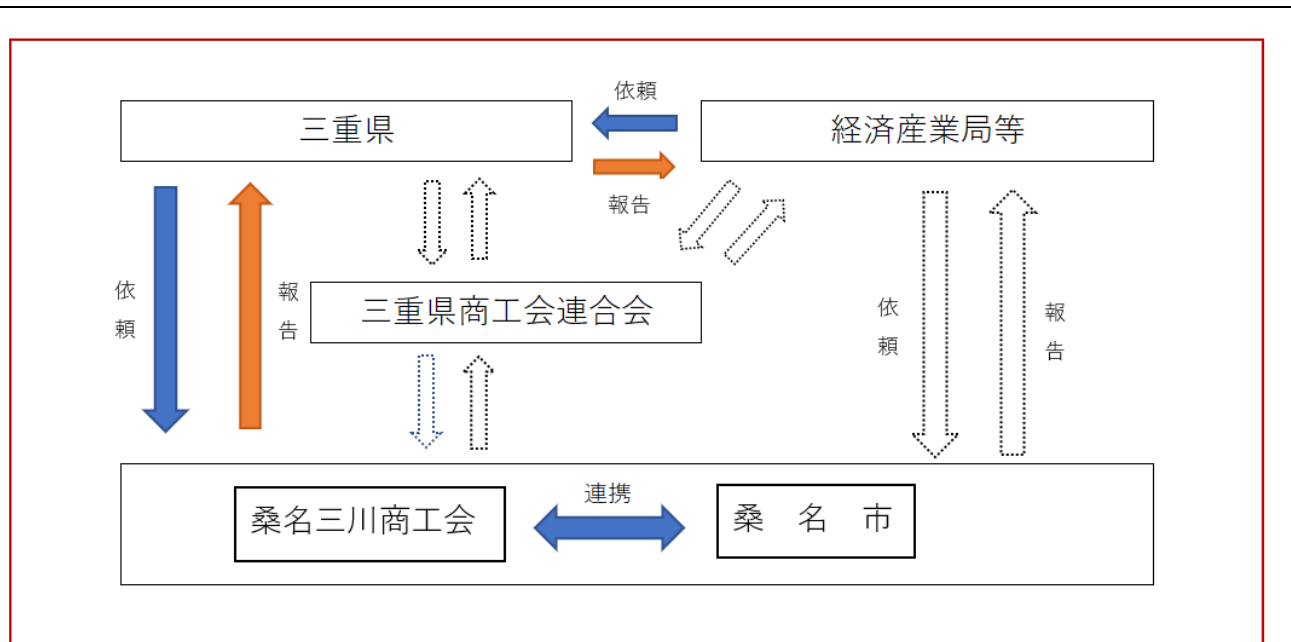 依頼
三重県
経済産業局等
報告
依頼
報告
三重県商工会連合会
依頼
報告
連携
桑名三川商工会
桑　名　市